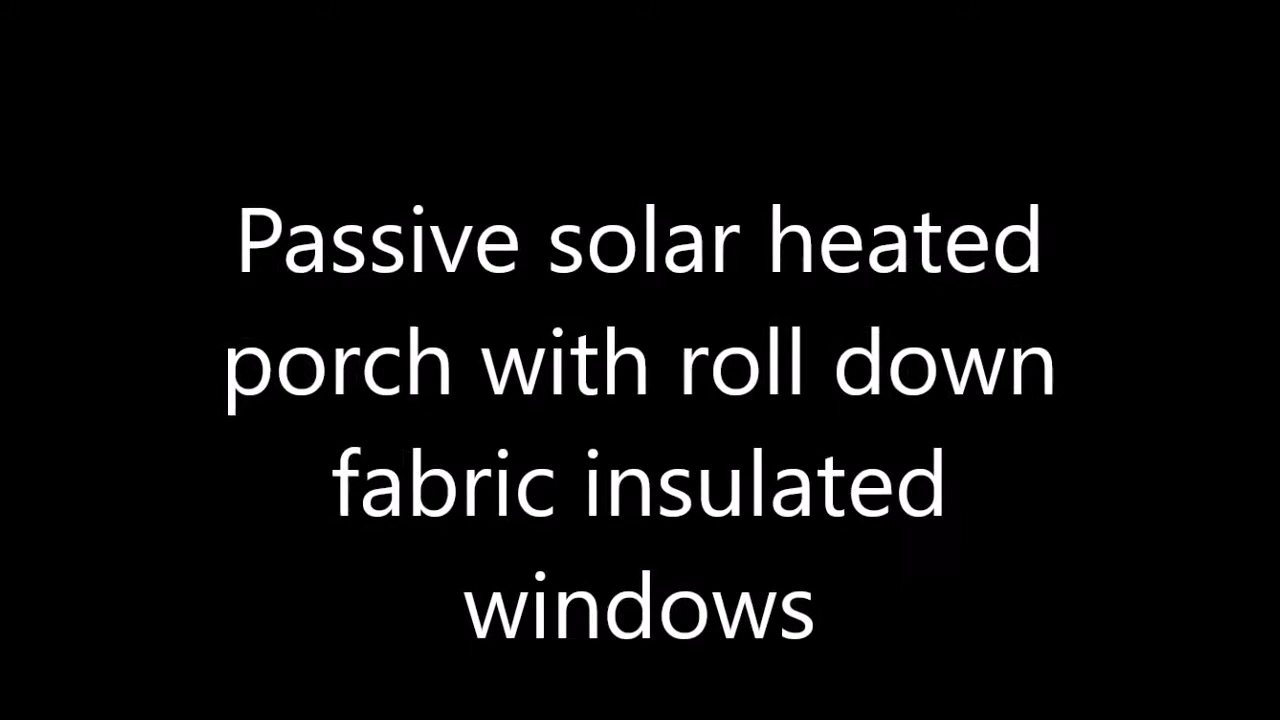 Passive solar heated
porch with roll down
fabric insulated
windows